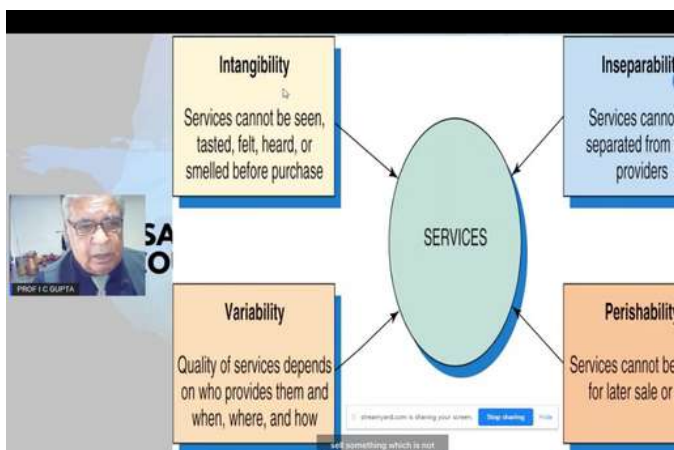 Intangibility
Services cannot be seen,
tasted, felt, heard, or
smelled before purchase
Inseparabilit
Services canno
separated from
providers
SERVICES
SA
COU
PROF I C GUPTA
Variability
Quality of services depends
on who provides them and
when, where, and how
Perishability
Services cannot be
for later sale or
streamyard.com is sharing your screen.
Stop sharing
Hide
sell something which is not